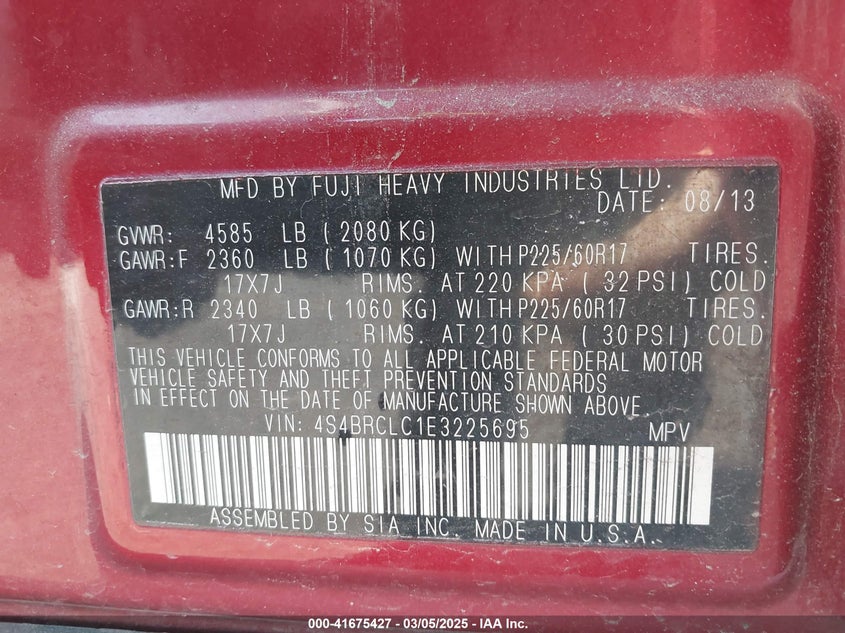 MFD BY FUJI HEAVY INDUSTRIES LTD.
DATE: 08/13
GVWR: 4585 LB ( 2080 KG)
GAWR:F 2360 LB ( 1070 KG) WITH P225/60R17 TIRES.
17X7J RIMS. AT 220 KPA ( 32 PSI) COLD
GAWR:R 2340 LB ( 1060 KG) WITH P225/60R17 TIRES.
17X7J RIMS. AT 210 KPA ( 30 PSI) COLD
THIS VEHICLE CONFORMS TO ALL APPLICABLE FEDERAL MOTOR
VEHICLE SAFETY AND THEFT PREVENTION STANDARDS
IN EFFECT ON THE DATE OF MANUFACTURE SHOWN ABOVE.
VIN: 4S4BRCLC1E3225695 MPV
ASSEMBLED BY SIA INC. MADE IN U.S.A.
000-41675427 - 03/05/2025 - IAA Inc.